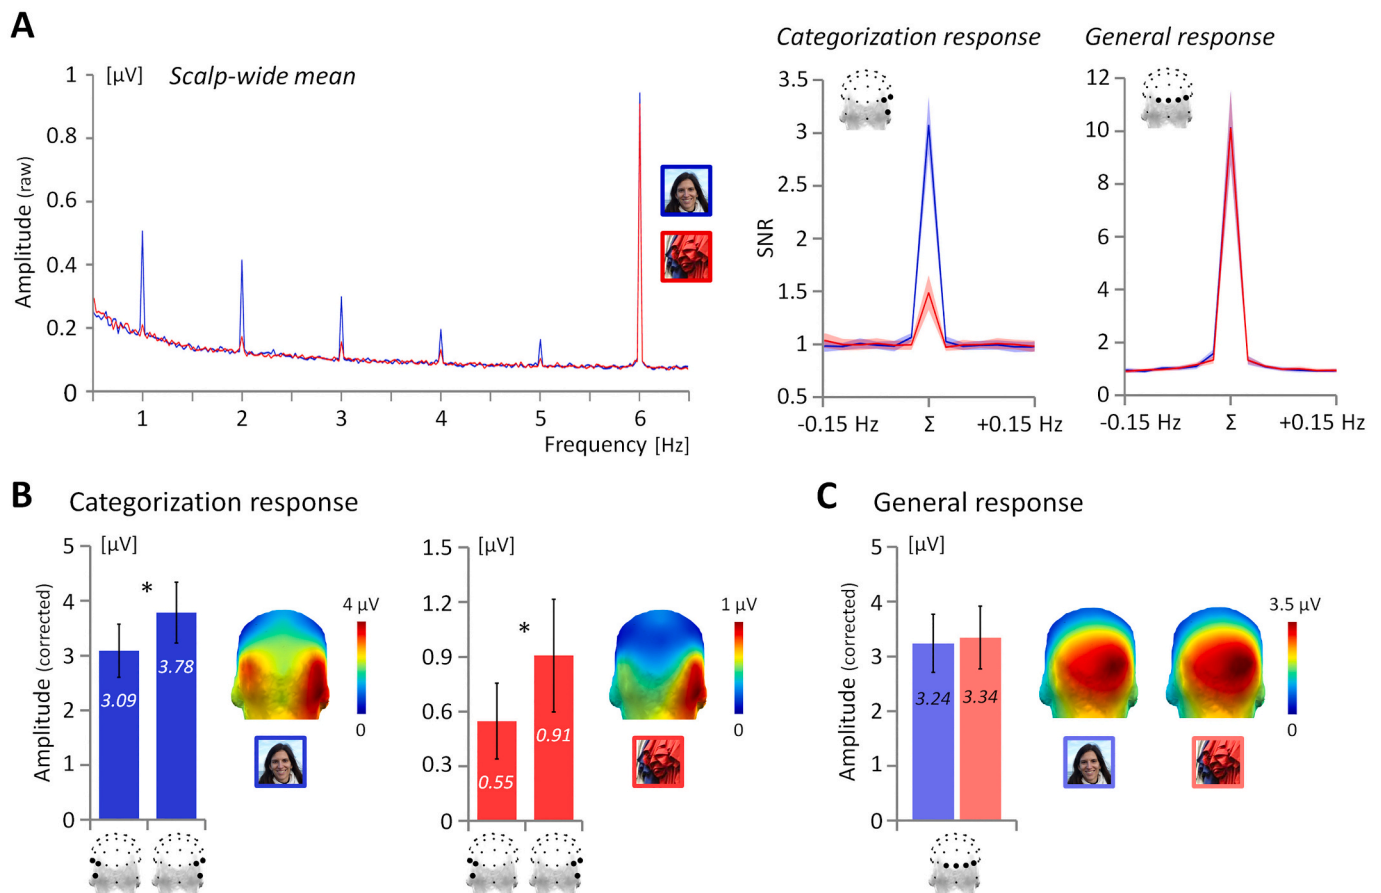 A
Categorization response
General response
[µV]
Scalp-wide mean
1
0.8
0.6
0.4
0.2
0
Amplitude (raw)
1
2
3
4
5
6
Frequency [Hz]
3.5
3
2.5
2
1.5
1
0.5
SNR
-0.15 Hz
Σ
+0.15 Hz
12
10
8
6
4
2
0
-0.15 Hz
Σ
+0.15 Hz
B
Categorization response
[µV]
5
4
3
2
1
0
Amplitude (corrected)
*
3.09
3.78
4 µV
0
[µV]
1.5
1.2
0.9
0.6
0.3
0
*
0.55
0.91
1 µV
0
C
General response
[µV]
5
4
3
2
1
0
Amplitude (corrected)
3.24
3.34
3.5 µV
0